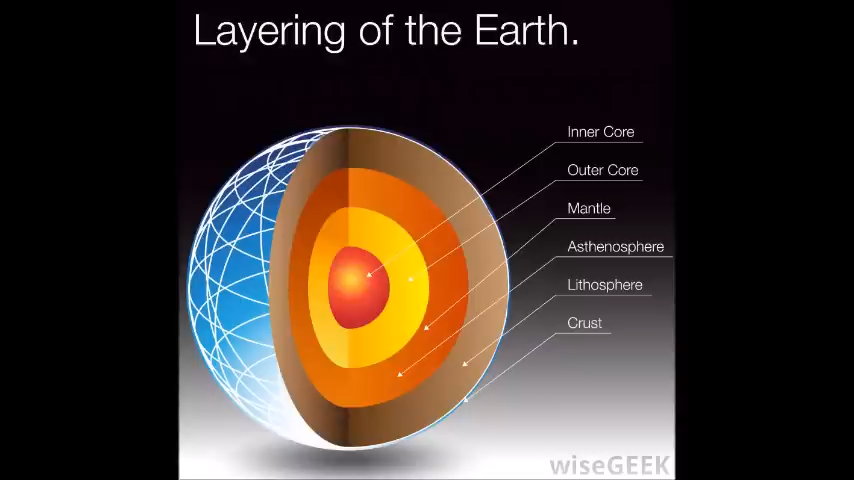 Layering of the Earth.
Inner Core
Outer Core
Mantle
Asthenosphere
Lithosphere
Crust
wiseGEEK